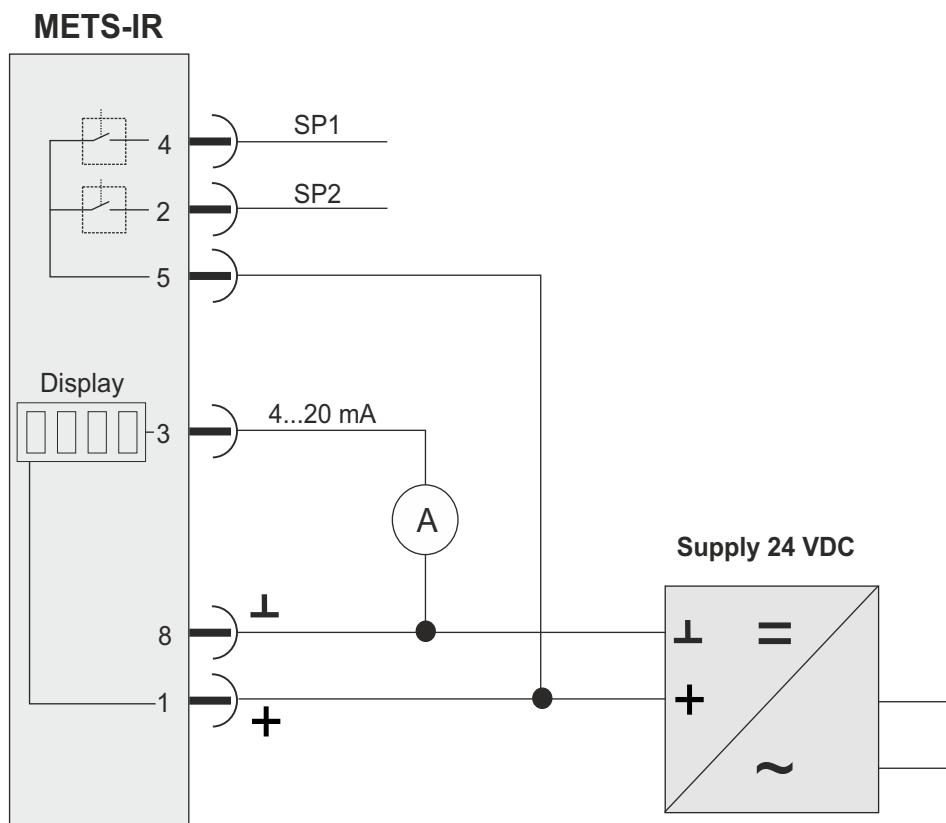 METS-IR
4 SP1
2 SP2
5
Display
3 4...20 mA
A
Supply 24 VDC
8 ⊥ ⊥ =
1 + +
~